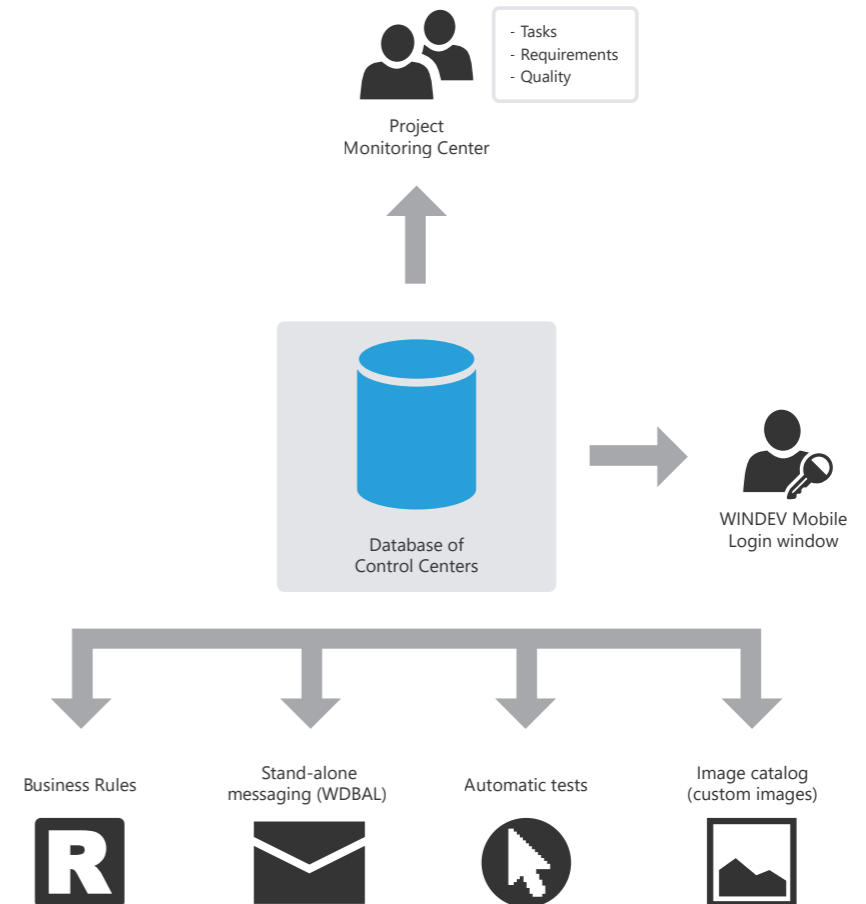 - Tasks
- Requirements
- Quality
Project
Monitoring Center
Database of
Control Centers
WINDEV Mobile
Login window
Business Rules
Stand-alone
messaging (WDBAL)
Automatic tests
Image catalog
(custom images)
R